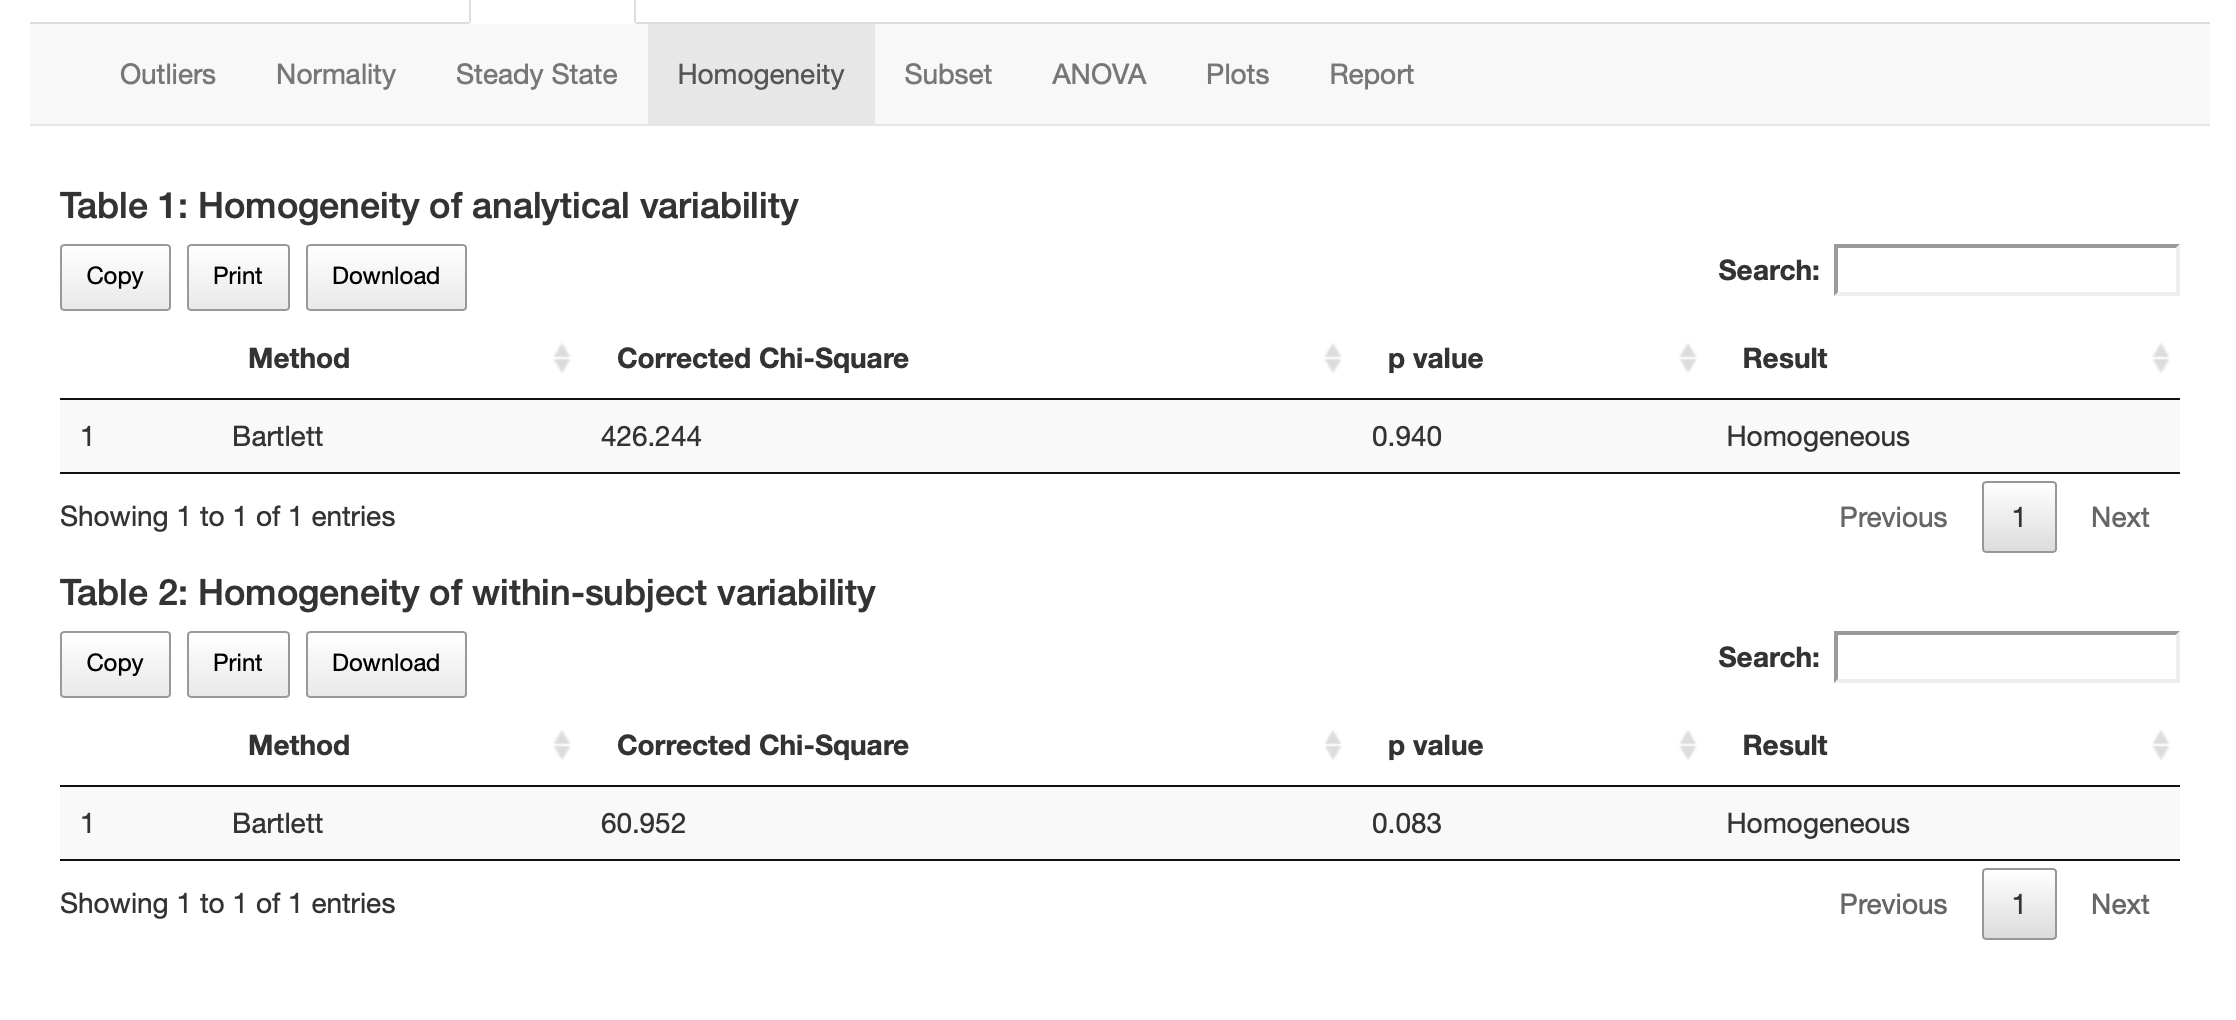 Outliers Normality Steady State Homogeneity Subset ANOVA Plots Report
Table 1: Homogeneity of analytical variability
Copy Print Download Search:
Method Corrected Chi-Square p value Result
1 Bartlett 426.244 0.940 Homogeneous
Showing 1 to 1 of 1 entries Previous 1 Next
Table 2: Homogeneity of within-subject variability
Copy Print Download Search:
Method Corrected Chi-Square p value Result
1 Bartlett 60.952 0.083 Homogeneous
Showing 1 to 1 of 1 entries Previous 1 Next